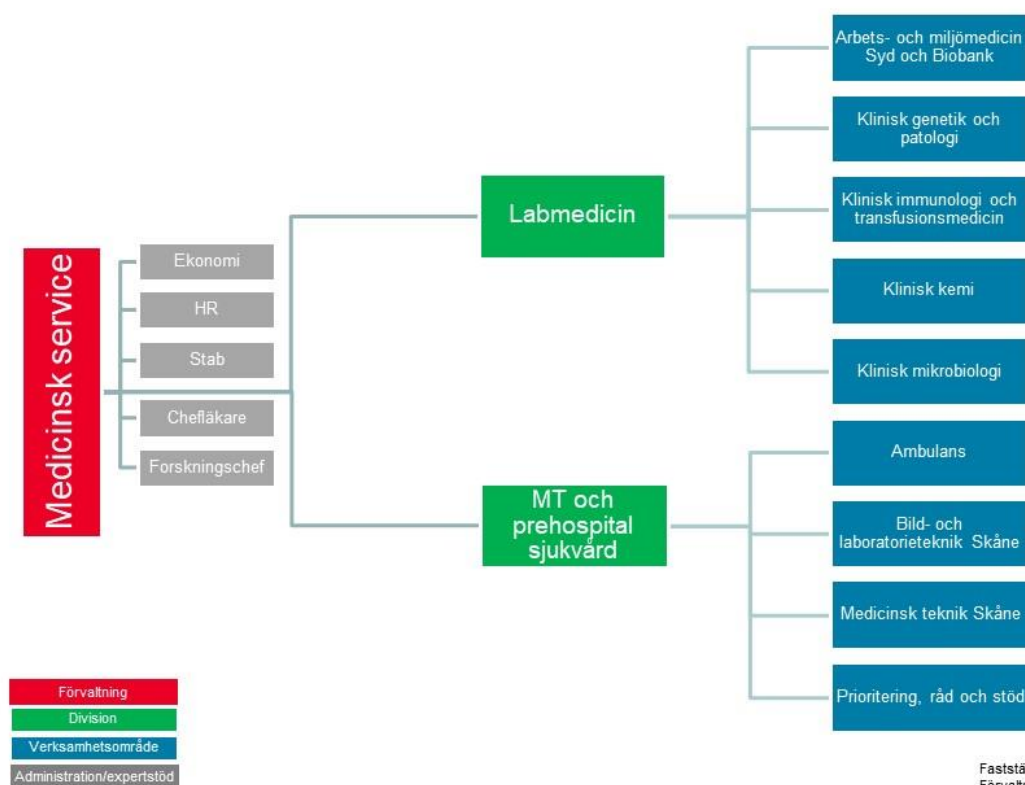 Medicinsk service
Ekonomi
HR
Stab
Chefläkare
Forskningschef
Labmedicin
MT och
prehospital
sjukvård
Arbets- och miljömedicin
Syd och Biobank
Klinisk genetik och
patologi
Klinisk immunologi och
transfusionsmedicin
Klinisk kemi
Klinisk mikrobiologi
Ambulans
Bild- och
laboratorieteknik Skåne
Medicinsk teknik Skåne
Prioritering, råd och stöd
Förvaltning
Division
Verksamhetsområde
Administration/expertstöd